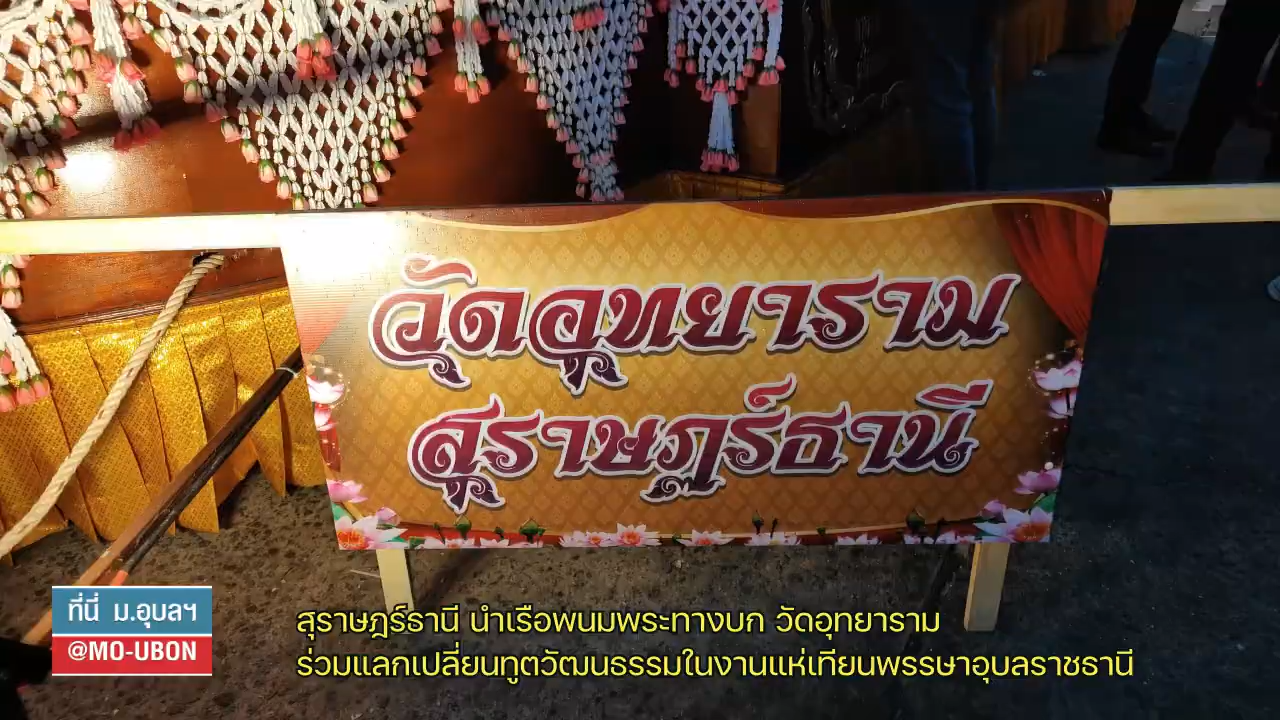 วัดอุทยาราม
สุราษฎร์ธานี
ที่นี่ ม.อุบลฯ
@MO-UBON
สุราษฎร์ธานี นำเรือพนมพระทางบก วัดอุทยาราม
ร่วมแลกเปลี่ยนทูตวัฒนธรรมในงานแห่เทียนพรรษาอุบลราชธานี